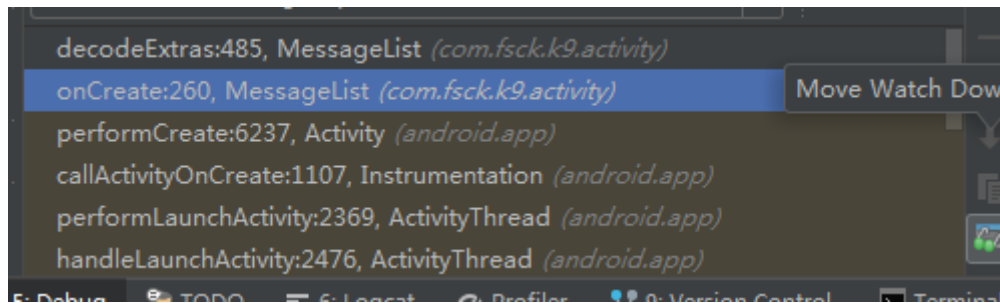 decodeExtras:485, MessageList (com.fsck.k9.activity)
onCreate:260, MessageList (com.fsck.k9.activity)
Move Watch Dow
performCreate:6237, Activity (android.app)
callActivityOnCreate:1107, Instrumentation (android.app)
performLaunchActivity:2369, ActivityThread (android.app)
handleLaunchActivity:2476, ActivityThread (android.app)
5: Debug TODO 6: Logcat Profiler 9: Version Control Termina